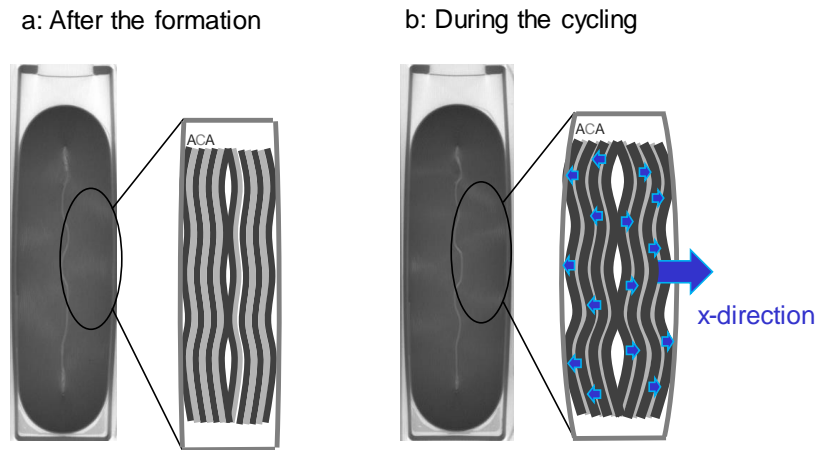 a: After the formation
b: During the cycling
ACA
ACA
x-direction